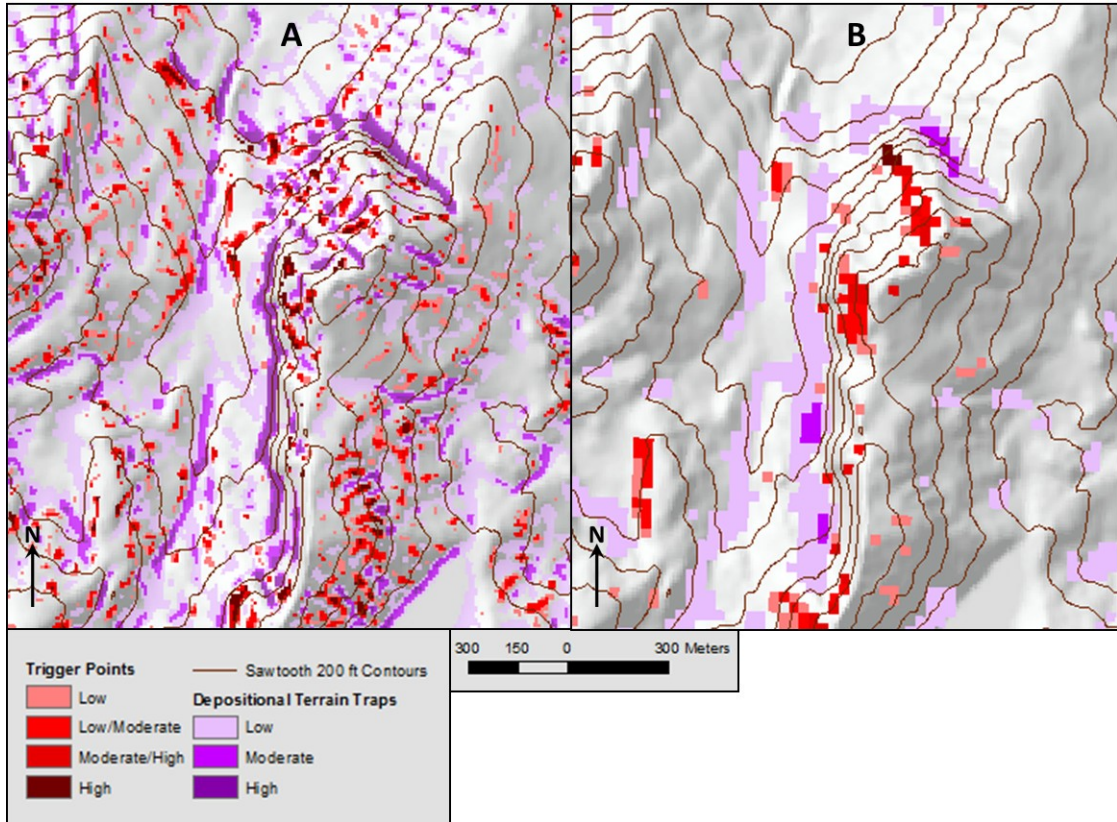 A
B
N
N
300 150 0 300 Meters
Trigger Points
Low
Low/Moderate
Moderate/High
High
Sawtooth 200 ft Contours
Depositional Terrain Traps
Low
Moderate
High